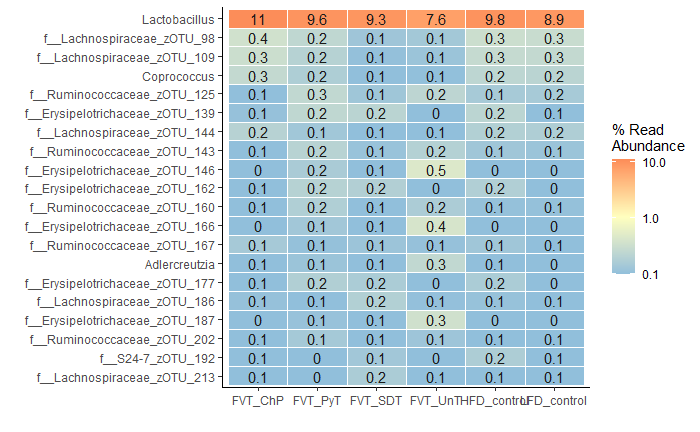 Lactobacillus 11 9.6 9.3 7.6 9.8 8.9
f__Lachnospiraceae_zOTU_98 0.4 0.2 0.1 0.1 0.3 0.3
f__Lachnospiraceae_zOTU_109 0.3 0.2 0.1 0.1 0.3 0.3
Coprococcus 0.3 0.2 0.1 0.1 0.2 0.2
f__Ruminococcaceae_zOTU_125 0.1 0.3 0.1 0.2 0.1 0.2
f__Erysipelotrichaceae_zOTU_139 0.1 0.2 0.2 0 0.2 0.1
f__Lachnospiraceae_zOTU_144 0.2 0.1 0.1 0.1 0.2 0.2
f__Ruminococcaceae_zOTU_143 0.1 0.2 0.1 0.2 0.1 0.1
f__Erysipelotrichaceae_zOTU_146 0 0.2 0.1 0.5 0 0
f__Erysipelotrichaceae_zOTU_162 0.1 0.2 0.2 0 0.2 0
f__Ruminococcaceae_zOTU_160 0.1 0.2 0.1 0.2 0.1 0.1
f__Erysipelotrichaceae_zOTU_166 0 0.1 0.1 0.4 0 0
f__Ruminococcaceae_zOTU_167 0.1 0.1 0.1 0.1 0.1 0.1
Adlercreutzia 0.1 0.1 0.1 0.3 0.1 0
f__Erysipelotrichaceae_zOTU_177 0.1 0.2 0.2 0 0.2 0
f__Lachnospiraceae_zOTU_186 0.1 0.1 0.2 0.1 0.1 0.1
f__Erysipelotrichaceae_zOTU_187 0 0.1 0.1 0.3 0 0
f__Ruminococcaceae_zOTU_202 0.1 0.1 0.1 0.1 0.1 0.1
f__S24-7_zOTU_192 0.1 0 0.1 0 0.2 0.1
f__Lachnospiraceae_zOTU_213 0.1 0 0.2 0.1 0.1 0.1
FVT_ChP FVT_PyT FVT_SDT FVT_UnT HFD_control LFD_control
% Read
Abundance
10.0
1.0
0.1